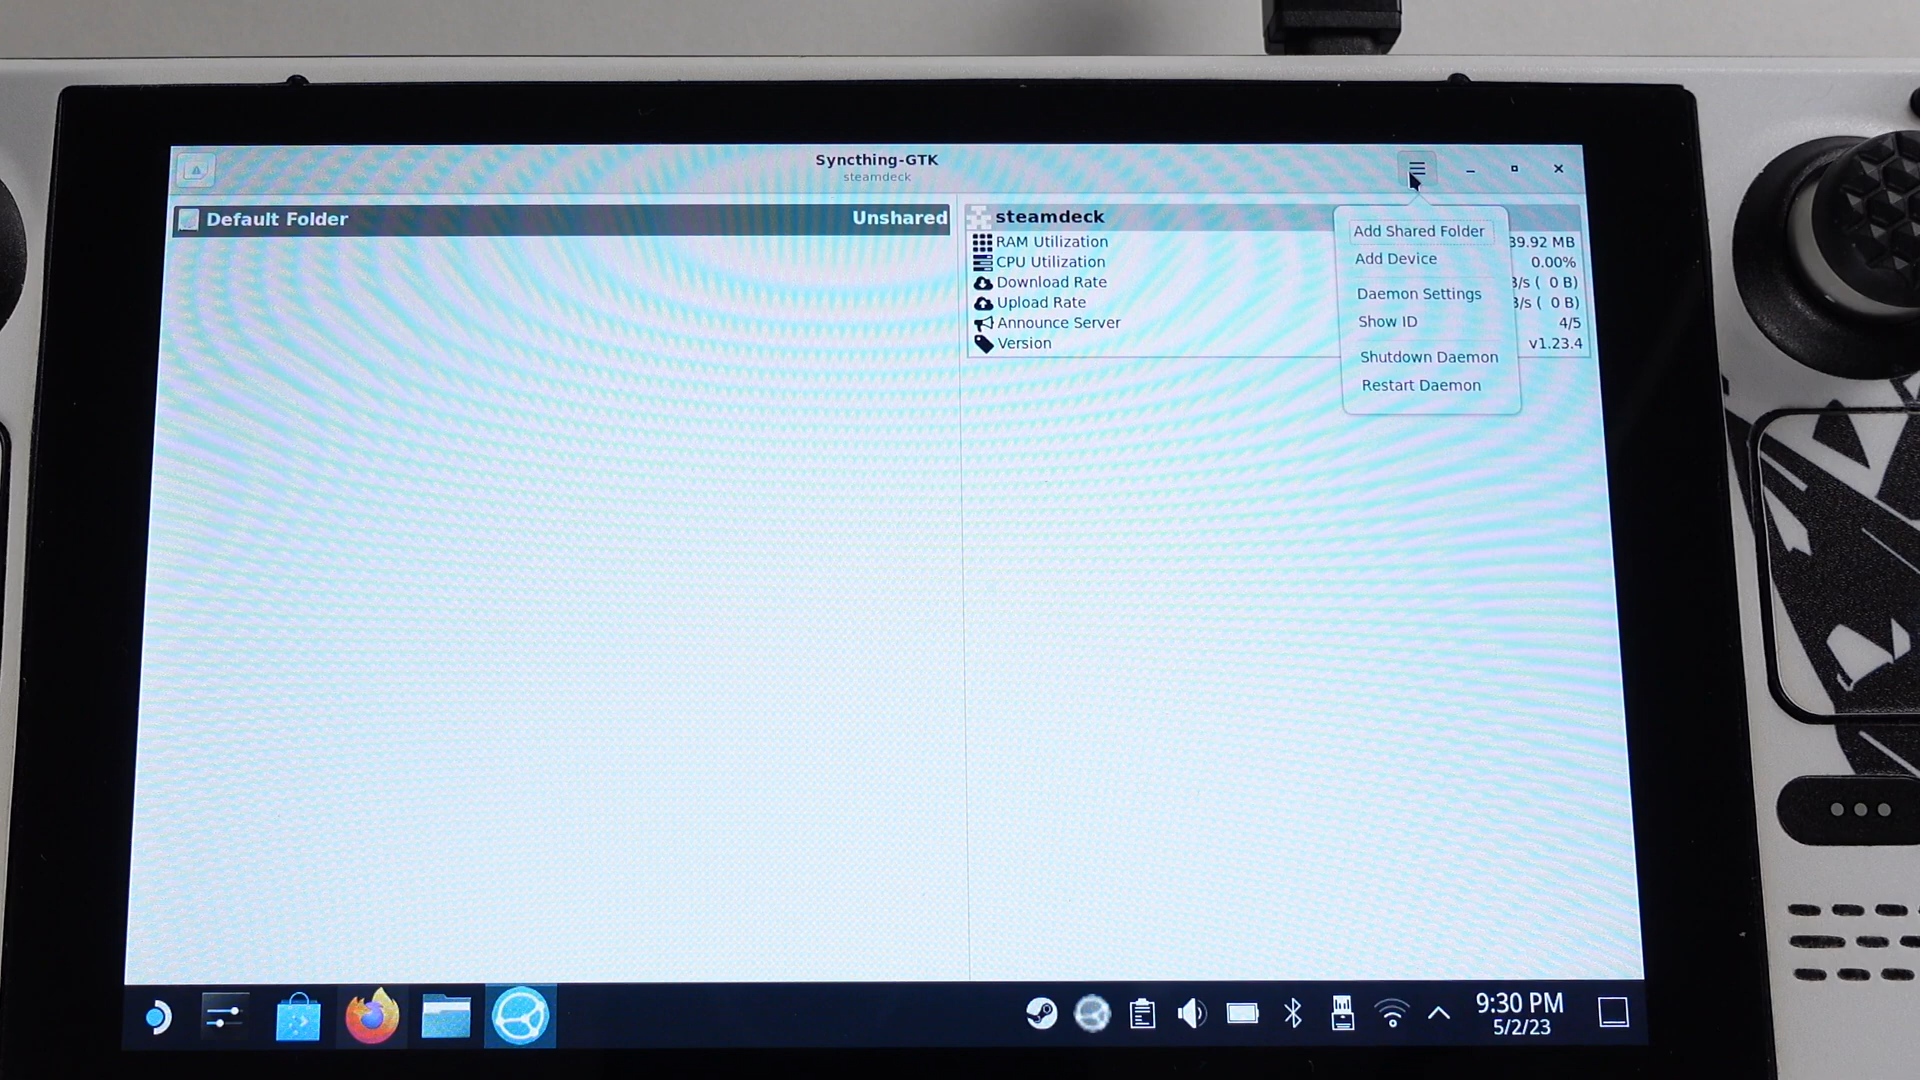 Syncthing-GTK
steamdeck
Default Folder
Unshared
steamdeck
RAM Utilization
39.92 MB
CPU Utilization
0.00%
Download Rate
B/s ( 0 B)
Upload Rate
B/s ( 0 B)
Announce Server
4/5
Version
v1.23.4
Add Shared Folder
Add Device
Daemon Settings
Show ID
Shutdown Daemon
Restart Daemon
9:30 PM
5/2/23